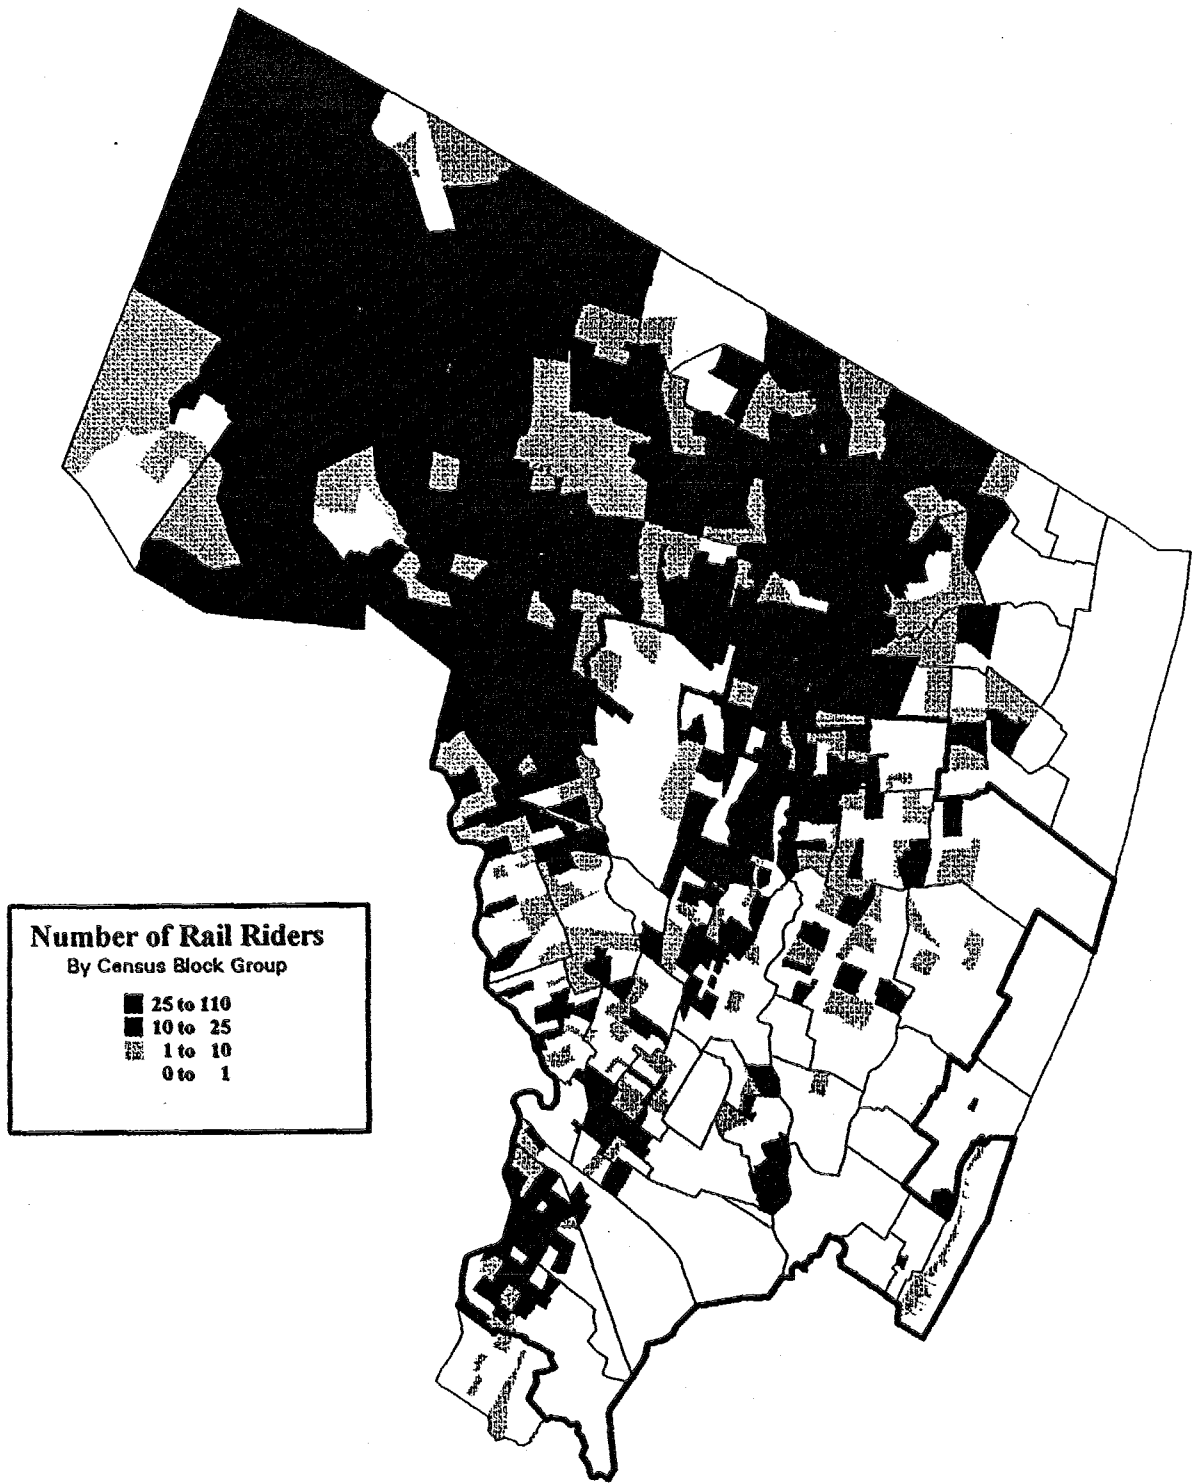 Number of Rail Riders
By Census Block Group
25 to 110
10 to 25
1 to 10
0 to 1